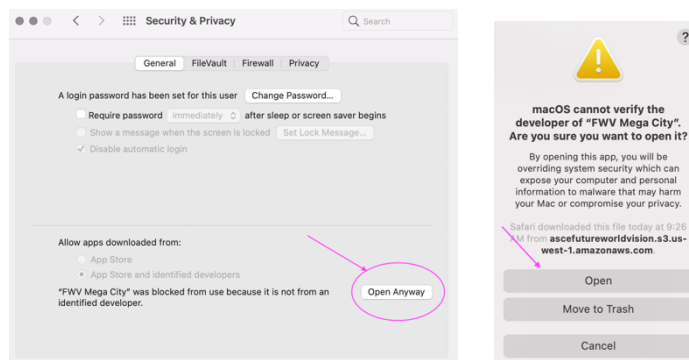 Security & Privacy
Search
General FileVault Firewall Privacy
A login password has been set for this user Change Password...
Require password immediately after sleep or screen saver begins
Show a message when the screen is locked Set Lock Message...
Disable automatic login
Allow apps downloaded from:
App Store
App Store and identified developers
"FWV Mega City" was blocked from use because it is not from an
identified developer.
Open Anyway
?
macOS cannot verify the
developer of “FWV Mega City”.
Are you sure you want to open it?
By opening this app, you will be
overriding system security which can
expose your computer and personal
information to malware that may harm
your Mac or compromise your privacy.
Safari downloaded this file today at 9:26
AM from ascefutureworldvision.s3.us-
west-1.amazonaws.com.
Open
Move to Trash
Cancel